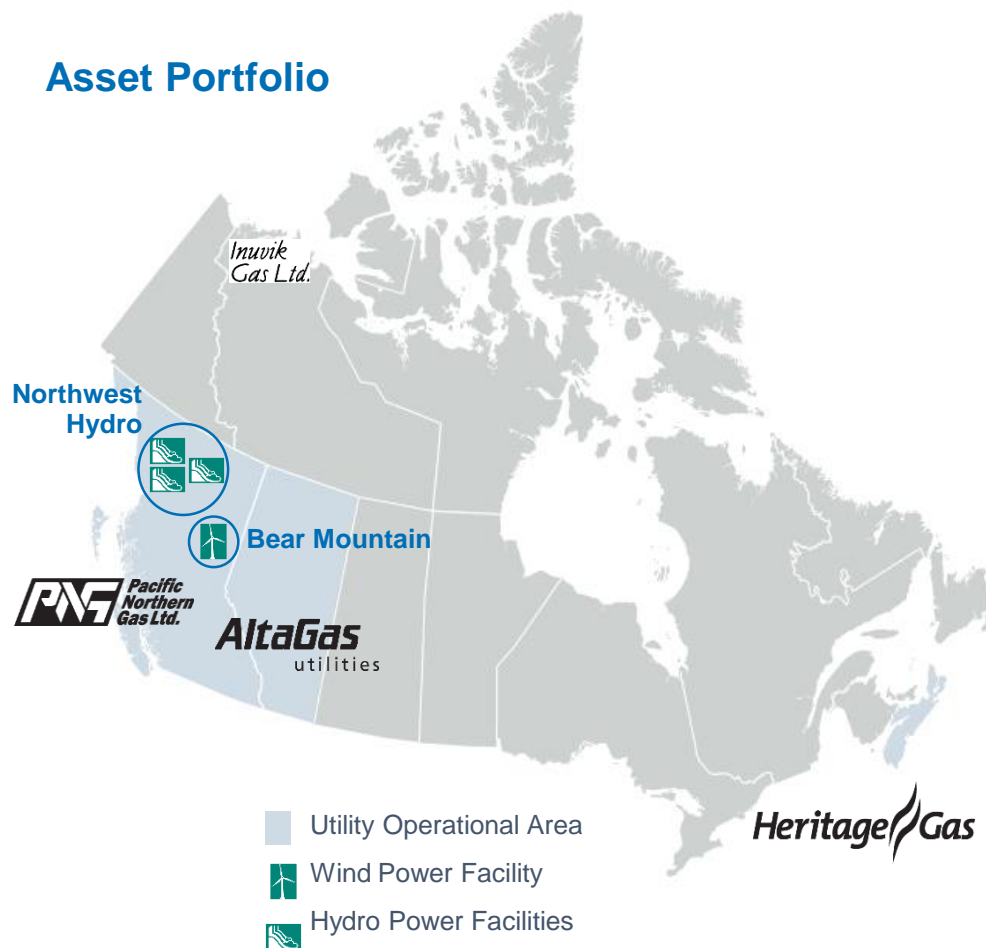 Asset Portfolio
Inuvik
Gas Ltd.
Northwest
Hydro
Bear Mountain
PNG Pacific
Northern
Gas Ltd.
AltaGas
utilities
Heritage Gas
Utility Operational Area
Wind Power Facility
Hydro Power Facilities